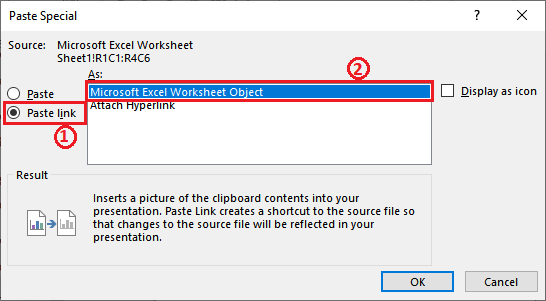 Paste Special
Source: Microsoft Excel Worksheet
Sheet1!R1C1:R4C6
As:
②
Paste
Microsoft Excel Worksheet Object
Display as icon
Paste link
Attach Hyperlink
①
Result
Inserts a picture of the clipboard contents into your
presentation. Paste Link creates a shortcut to the source file so
that changes to the source file will be reflected in your
presentation.
OK
Cancel